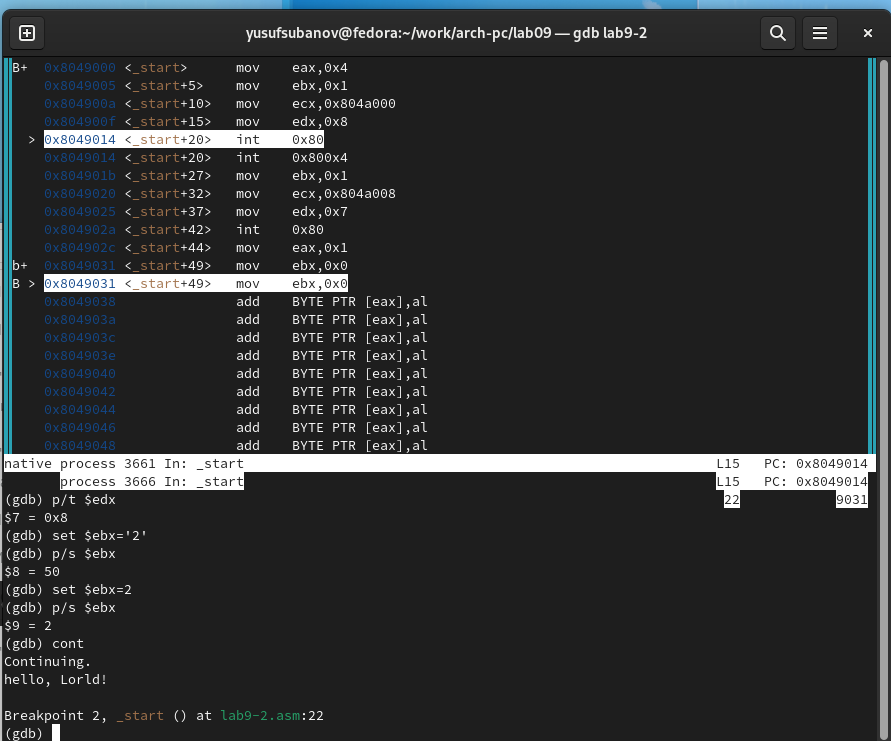 yusufsubanov@fedora:~/work/arch-pc/lab09 — gdb lab9-2
B+ 0x8049000 <_start> mov eax,0x4
0x8049005 <_start+5> mov ebx,0x1
0x804900a <_start+10> mov ecx,0x804a000
0x804900f <_start+15> mov edx,0x8
> 0x8049014 <_start+20> int 0x80
0x8049014 <_start+20> int 0x800x4
0x804901b <_start+27> mov ebx,0x1
0x8049020 <_start+32> mov ecx,0x804a008
0x8049025 <_start+37> mov edx,0x7
0x804902a <_start+42> int 0x80
0x804902c <_start+44> mov eax,0x1
b+ 0x8049031 <_start+49> mov ebx,0x0
B > 0x8049031 <_start+49> mov ebx,0x0
0x8049038 add BYTE PTR [eax],al
0x804903a add BYTE PTR [eax],al
0x804903c add BYTE PTR [eax],al
0x804903e add BYTE PTR [eax],al
0x8049040 add BYTE PTR [eax],al
0x8049042 add BYTE PTR [eax],al
0x8049044 add BYTE PTR [eax],al
0x8049046 add BYTE PTR [eax],al
0x8049048 add BYTE PTR [eax],al
native process 3661 In: _start L15 PC: 0x8049014
process 3666 In: _start L15 PC: 0x8049014
(gdb) p/t $edx 22 9031
$7 = 0x8
(gdb) set $ebx='2'
(gdb) p/s $ebx
$8 = 50
(gdb) set $ebx=2
(gdb) p/s $ebx
$9 = 2
(gdb) cont
Continuing.
hello, Lorld!
Breakpoint 2, _start () at lab9-2.asm:22
(gdb)